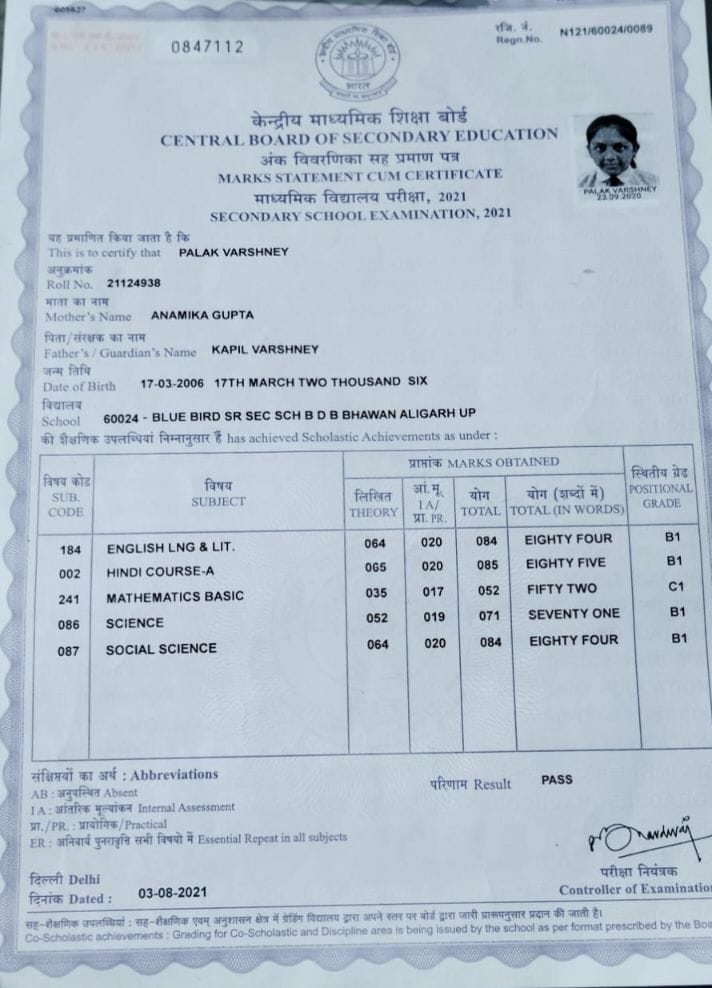 005527
0847112
रजि. नं.
Regn.No. N121/60024/0089
भारत
केन्द्रीय माध्यमिक शिक्षा बोर्ड
CENTRAL BOARD OF SECONDARY EDUCATION
अंक विवरणिका सह प्रमाण पत्र
MARKS STATEMENT CUM CERTIFICATE
माध्यमिक विद्यालय परीक्षा, 2021
SECONDARY SCHOOL EXAMINATION, 2021
PALAK VARSHNEY
23.09.2020
यह प्रमाणित किया जाता है कि
This is to certify that PALAK VARSHNEY
अनुक्रमांक
Roll No. 21124938
माता का नाम
Mother's Name ANAMIKA GUPTA
पिता/संरक्षक का नाम
Father's / Guardian's Name KAPIL VARSHNEY
जन्म तिथि
Date of Birth 17-03-2006 17TH MARCH TWO THOUSAND SIX
विद्यालय
School 60024 - BLUE BIRD SR SEC SCH B D B BHAWAN ALIGARH UP
की शैक्षणिक उपलब्धियां निम्नानुसार हैं has achieved Scholastic Achievements as under :
विषय कोड
SUB.
CODE
विषय
SUBJECT
प्राप्तांक MARKS OBTAINED
लिखित
THEORY
आं.मू.
I A/
प्रा. PR.
योग
TOTAL
योग (शब्दों में)
TOTAL (IN WORDS)
स्थितीय ग्रेड
POSITIONAL
GRADE
184 ENGLISH LNG & LIT. 064 020 084 EIGHTY FOUR B1
002 HINDI COURSE-A 065 020 085 EIGHTY FIVE B1
241 MATHEMATICS BASIC 035 017 052 FIFTY TWO C1
086 SCIENCE 052 019 071 SEVENTY ONE B1
087 SOCIAL SCIENCE 064 020 084 EIGHTY FOUR B1
संक्षिप्तियों का अर्थ : Abbreviations
AB : अनुपस्थित Absent
I A : आंतरिक मूल्यांकन Internal Assessment
प्रा./PR. : प्रायोगिक/Practical
ER : अनिवार्य पुनरावृत्ति सभी विषयो में Essential Repeat in all subjects
परिणाम Result PASS
दिल्ली Delhi
दिनांक Dated : 03-08-2021
परीक्षा नियंत्रक
Controller of Examination
सह-शैक्षणिक उपलब्धियां : सह-शैक्षणिक एवम् अनुशासन क्षेत्र में ग्रेडिंग विद्यालय द्वारा अपने स्तर पर बोर्ड द्वारा जारी प्रारूपनुसार प्रदान की जाती है।
Co-Scholastic achievements : Grading for Co-Scholastic and Discipline area is being issued by the school as per format prescribed by the Boa